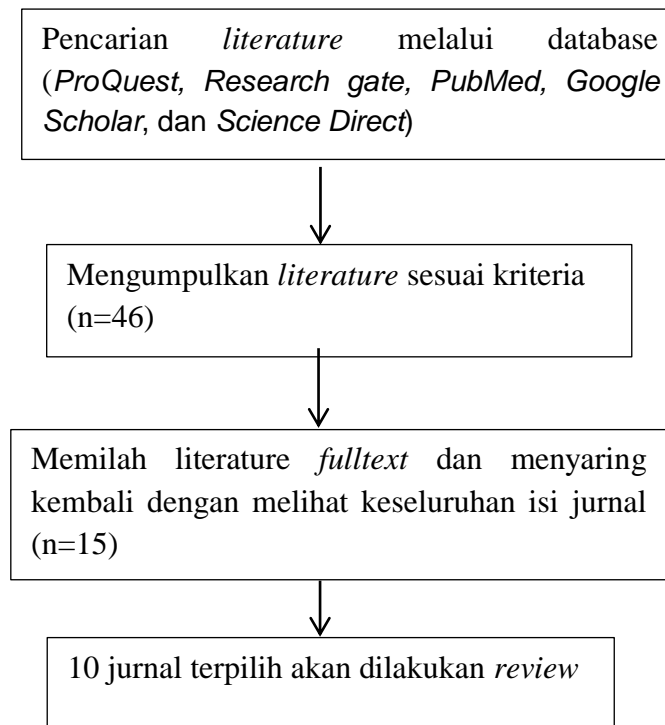 Pencarian literature melalui database
(ProQuest, Research gate, PubMed, Google
Scholar, dan Science Direct)
Mengumpulkan literature sesuai kriteria
(n=46)
Memilah literature fulltext dan menyaring
kembali dengan melihat keseluruhan isi jurnal
(n=15)
10 jurnal terpilih akan dilakukan review